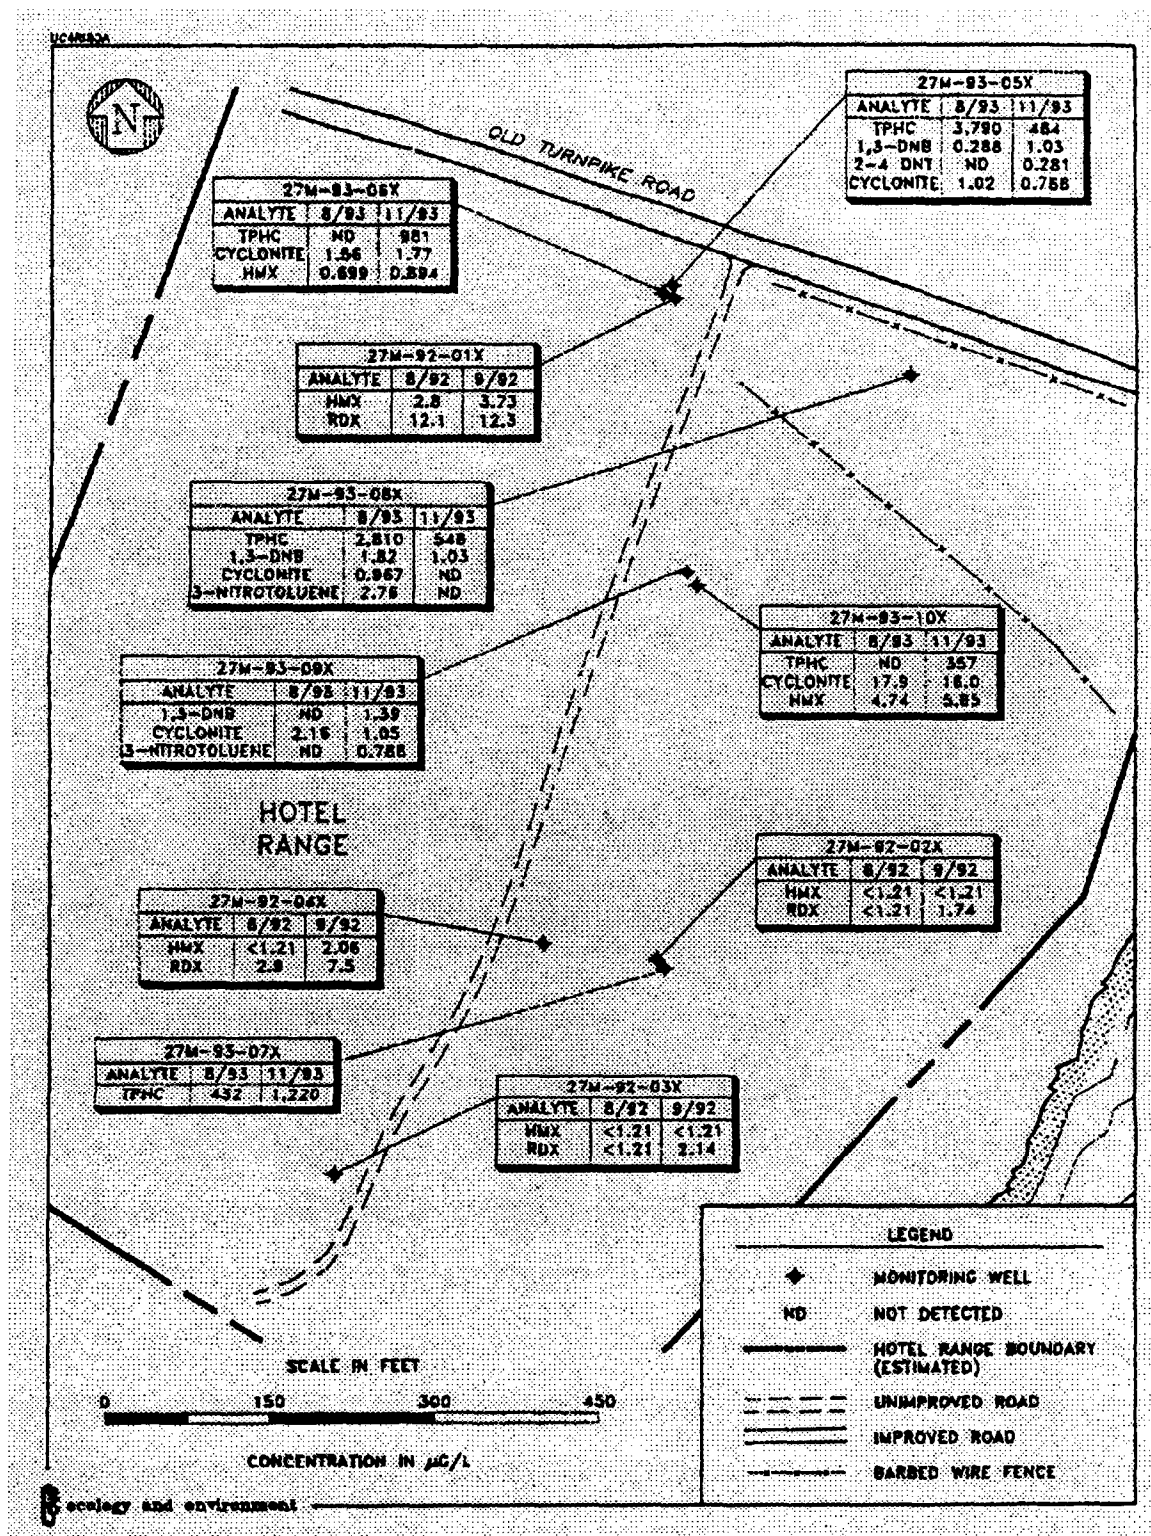 UC4N580A
N
OLD TURNPIKE ROAD
27M-93-05X
ANALYTE 8/93 11/93
TPHC 3,790 464
1,3-DNB 0.288 1.03
2-4 DNT ND 0.281
CYCLONITE 1.02 0.788
27M-93-06X
ANALYTE 8/93 11/93
TPHC ND 981
CYCLONITE 1.56 1.77
HMX 0.699 0.894
27M-92-01X
ANALYTE 8/92 9/92
HMX 2.8 3.73
RDX 12.1 12.3
27M-93-08X
ANALYTE 8/93 11/93
TPHC 2,810 548
1,3-DNB 1.82 1.03
CYCLONITE 0.967 ND
3-NITROTOLUENE 2.76 ND
27M-93-10X
ANALYTE 8/93 11/93
TPHC ND 357
CYCLONITE 17.9 16.0
HMX 4.74 5.85
27M-93-09X
ANALYTE 8/93 11/93
1,3-DNB ND 1.39
CYCLONITE 2.16 1.05
3-NITROTOLUENE ND 0.788
HOTEL
RANGE
27M-92-02X
ANALYTE 8/92 9/92
HMX <1.21 <1.21
RDX <1.21 1.74
27M-92-04X
ANALYTE 8/92 9/92
HMX <1.21 2.06
RDX 2.9 7.5
27M-93-07X
ANALYTE 8/93 11/93
TPHC 432 1,220
27M-92-03X
ANALYTE 8/92 9/92
HMX <1.21 <1.21
RDX <1.21 2.14
LEGEND
MONITORING WELL
ND NOT DETECTED
HOTEL RANGE BOUNDARY
(ESTIMATED)
UNIMPROVED ROAD
IMPROVED ROAD
BARBED WIRE FENCE
SCALE IN FEET
0 150 300 450
CONCENTRATION IN µG/L
ecology and environment